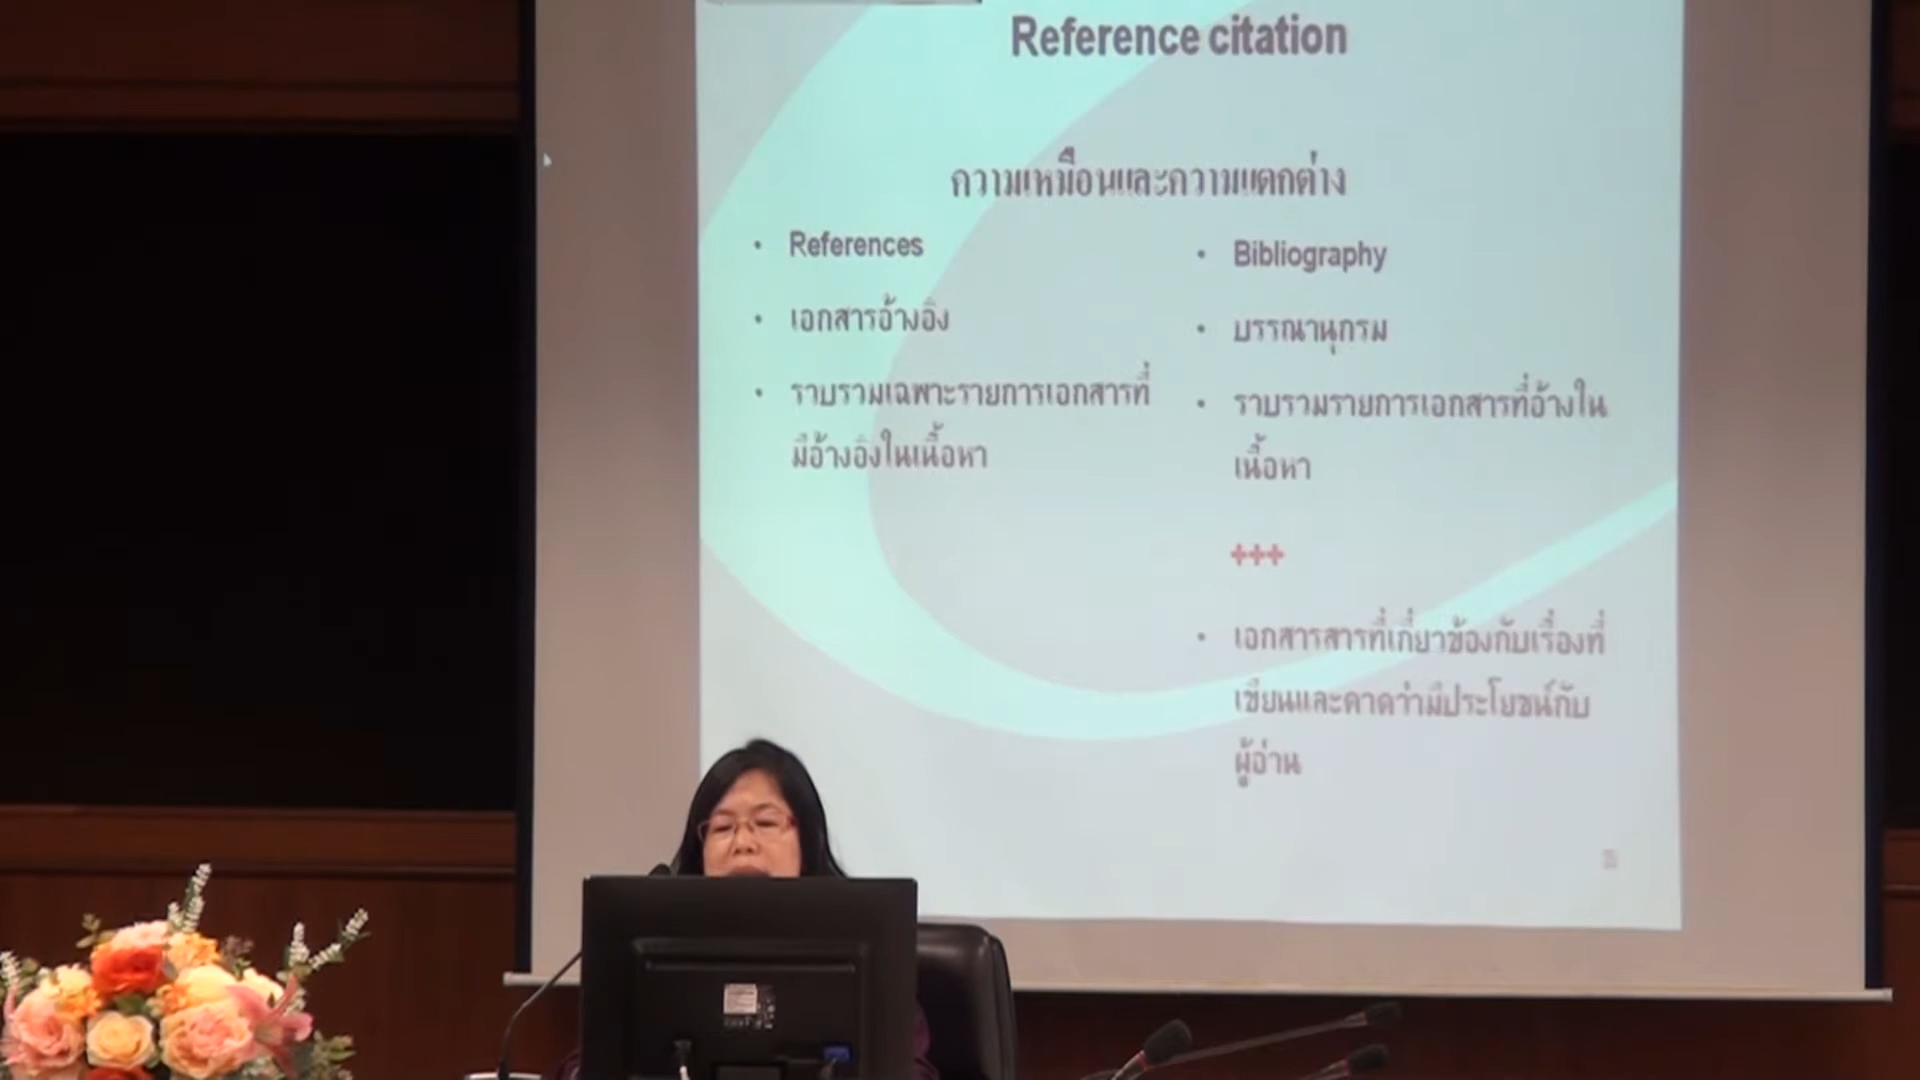 Reference citation
ความเหมือนและความแตกต่าง
• References
• เอกสารอ้างอิง
• ราบรวมเฉพาะรายการเอกสารที่
มีอ้างอิงในเนื้อหา
• Bibliography
• บรรณานุกรม
• ราบรวมรายการเอกสารที่อ้างใน
เนื้อหา
+++
• เอกสารสารที่เกี่ยวข้องกับเรื่องที่
เขียนและคาดว่ามีประโยชน์กับ
ผู้อ่าน